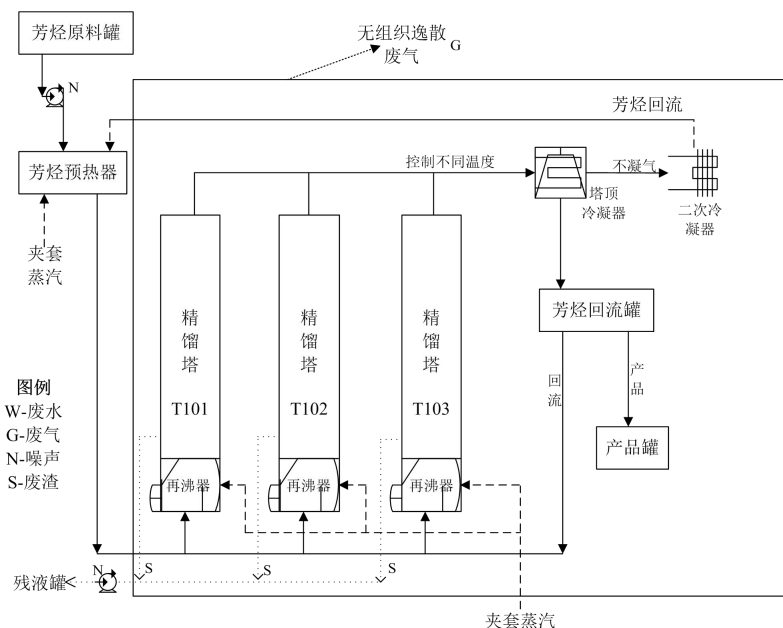 芳烃原料罐
无组织逸散
废气
G
N
芳烃回流
芳烃预热器
控制不同温度
不凝气
塔顶
冷凝器
二次冷
凝器
夹套
蒸汽
芳烃回流罐
精馏塔
T101
精馏塔
T102
精馏塔
T103
回流
产品
产品罐
图例
W-废水
G-废气
N-噪声
S-废渣
再沸器
再沸器
再沸器
残液罐
N
S
S
S
夹套蒸汽